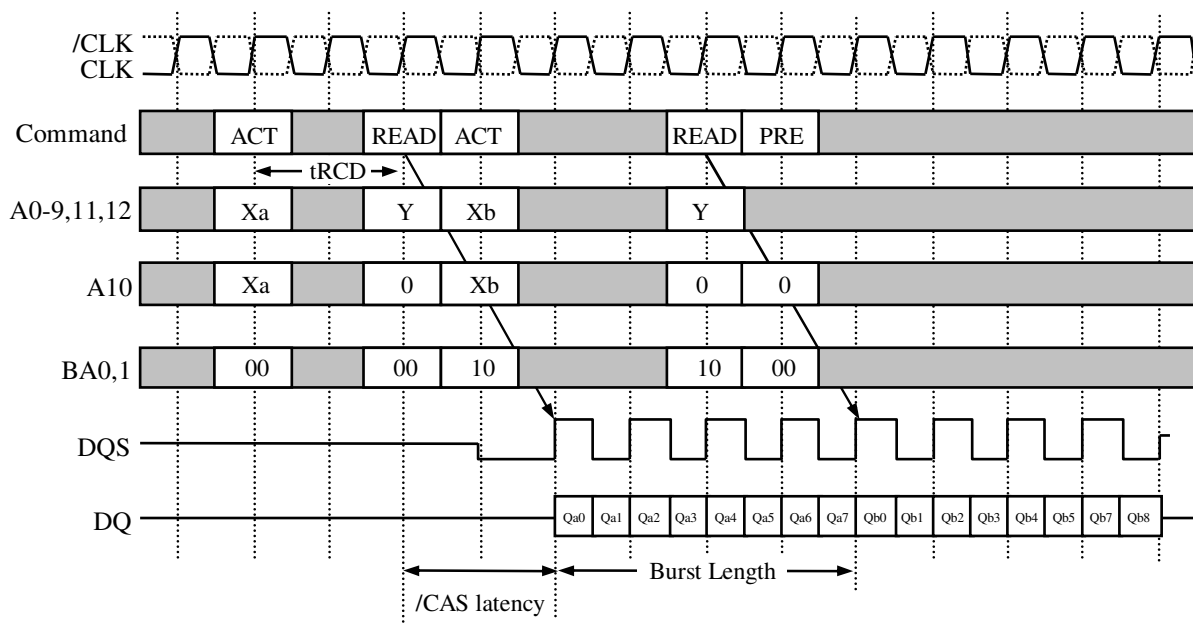 /CLK
CLK
Command ACT READ ACT READ PRE
tRCD
A0-9,11,12 Xa Y Xb Y
A10 Xa 0 Xb 0 0
BA0,1 00 00 10 10 00
DQS
DQ Qa0 Qa1 Qa2 Qa3 Qa4 Qa5 Qa6 Qa7 Qb0 Qb1 Qb2 Qb3 Qb4 Qb5 Qb7 Qb8
Burst Length
/CAS latency